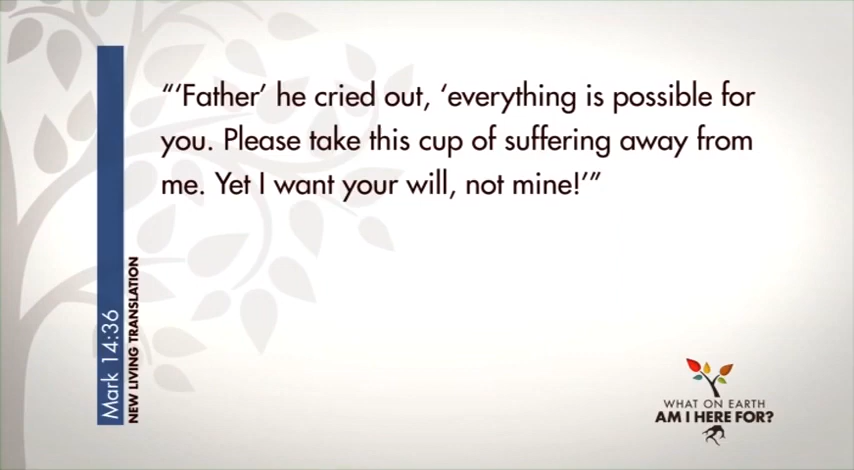 “‘Father’ he cried out, ‘everything is possible for
you. Please take this cup of suffering away from
me. Yet I want your will, not mine!’”
Mark 14:36
NEW LIVING TRANSLATION
WHAT ON EARTH
AM I HERE FOR?